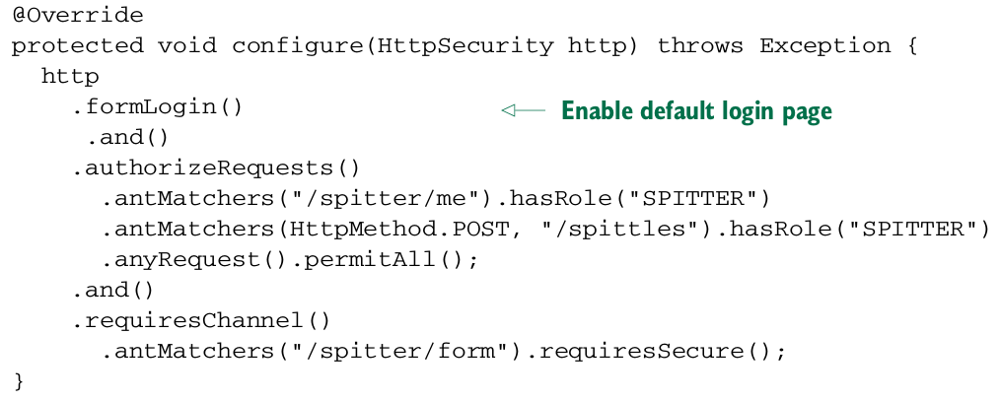 @Override
protected void configure(HttpSecurity http) throws Exception {
  http
    .formLogin() Enable default login page
     .and()
    .authorizeRequests()
      .antMatchers("/spitter/me").hasRole("SPITTER")
      .antMatchers(HttpMethod.POST, "/spittles").hasRole("SPITTER")
      .anyRequest().permitAll();
    .and()
    .requiresChannel()
      .antMatchers("/spitter/form").requiresSecure();
}